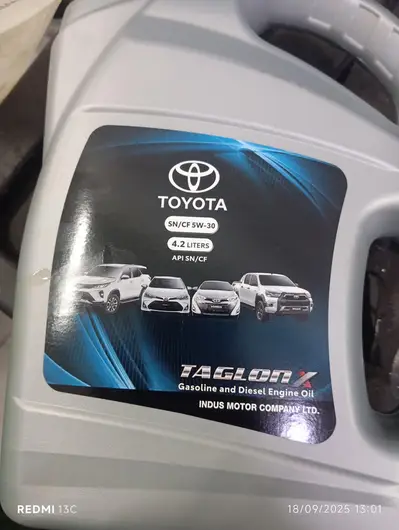 TOYOTA
SN/CF 5W-30
4.2 LITERS
API SN/CF
TAGLON X
Gasoline and Diesel Engine Oil
INDUS MOTOR COMPANY LTD.
REDMI 13C
18/09/2025 13:01